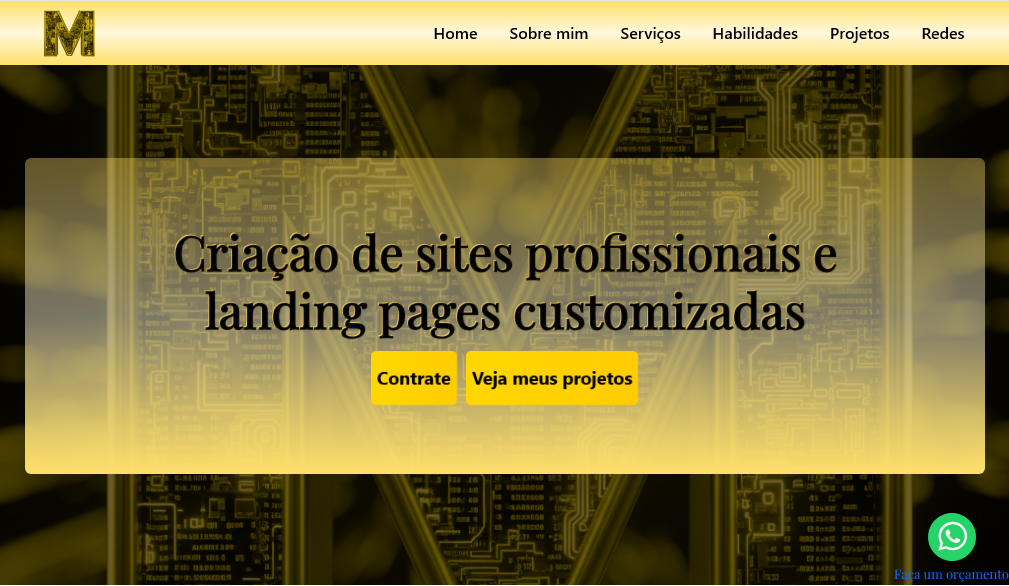 M
Home Sobre mim Serviços Habilidades Projetos Redes
Criação de sites profissionais e
landing pages customizadas
Contrate Veja meus projetos
Faça um orçamento